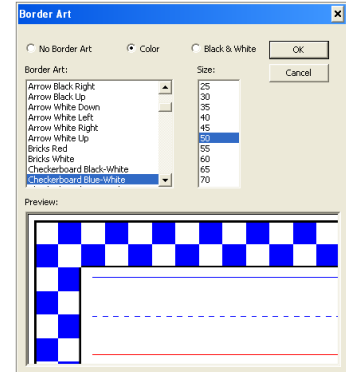 Border Art
No Border Art Color Black & White OK
Border Art: Size: Cancel
Arrow Black Right 25
Arrow Black Up 30
Arrow White Down 35
Arrow White Left 40
Arrow White Right 45
Arrow White Up 50
Bricks Red 55
Bricks White 60
Checkerboard Black-White 65
Checkerboard Blue-White 70
Preview: